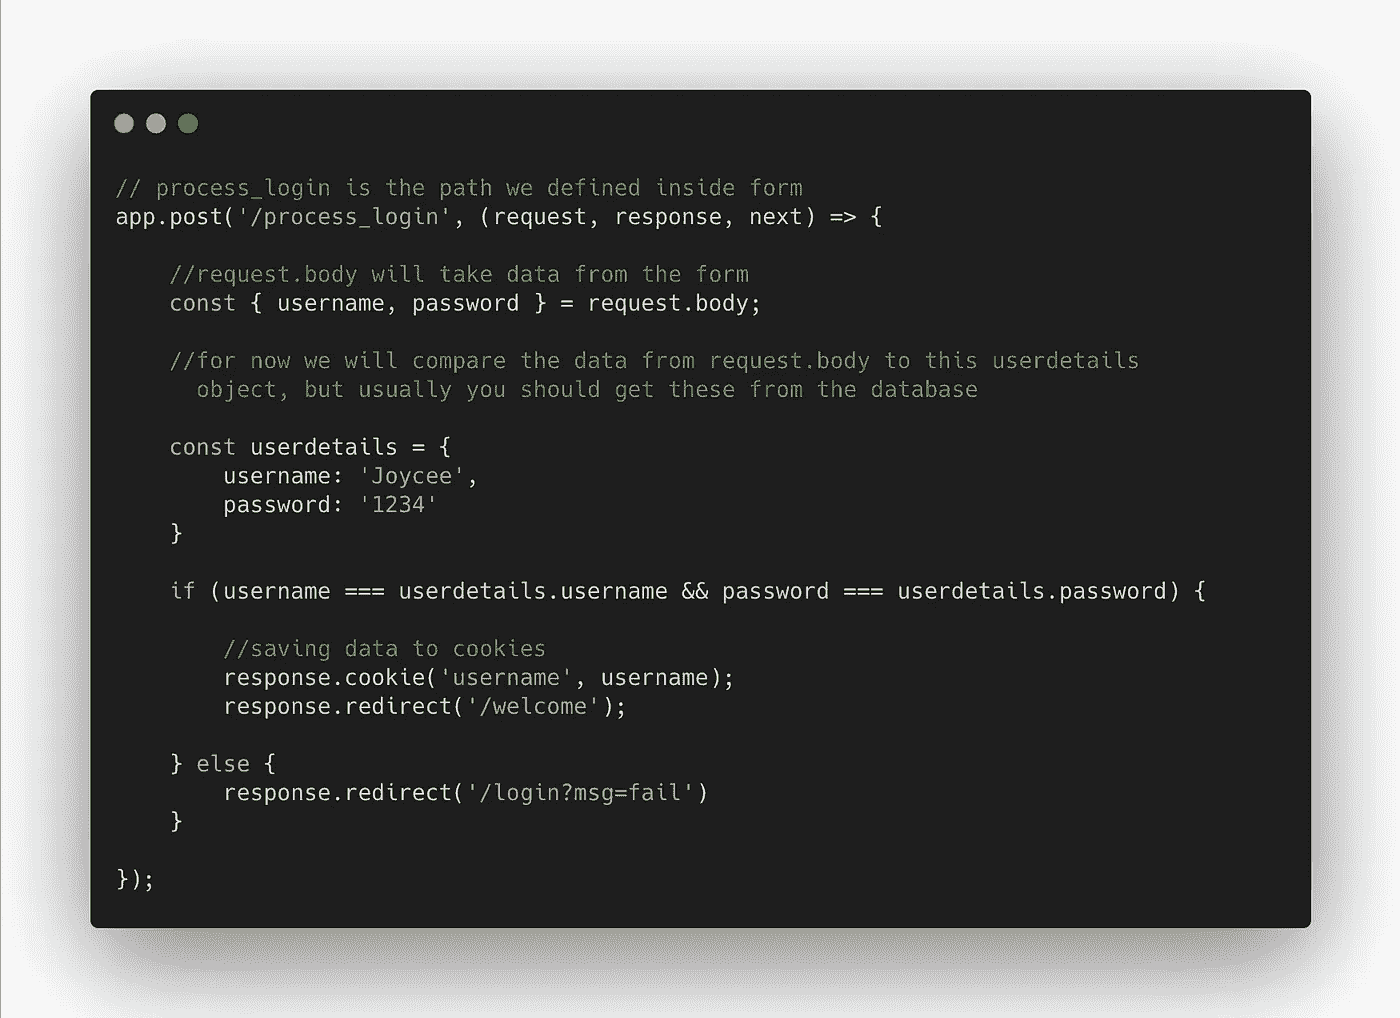 // process_login is the path we defined inside form
app.post('/process_login', (request, response, next) => {
//request.body will take data from the form
const { username, password } = request.body;
//for now we will compare the data from request.body to this userdetails
object, but usually you should get these from the database
const userdetails = {
username: 'Joycee',
password: '1234'
}
if (username === userdetails.username && password === userdetails.password) {
//saving data to cookies
response.cookie('username', username);
response.redirect('/welcome');
} else {
response.redirect('/login?msg=fail')
}
});